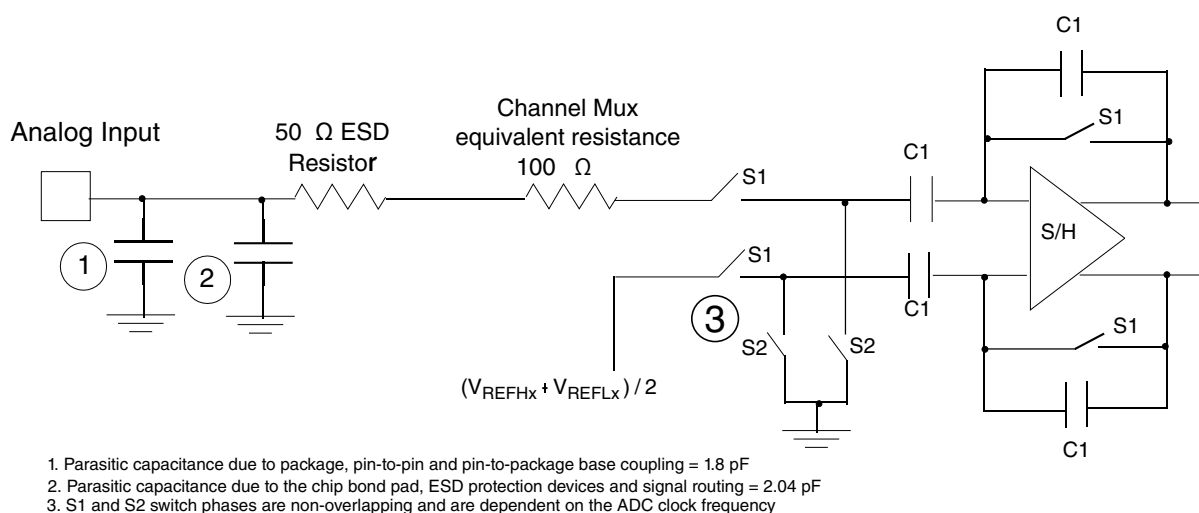 C1
S1
Analog Input
50 Ω ESD
Resistor
Channel Mux
equivalent resistance
100 Ω
S1
C1
S/H
1
2
S1
C1
3
S2
S2
S1
(VREFHx + VREFLx ) / 2
C1
1. Parasitic capacitance due to package, pin-to-pin and pin-to-package base coupling = 1.8 pF
2. Parasitic capacitance due to the chip bond pad, ESD protection devices and signal routing = 2.04 pF
3. S1 and S2 switch phases are non-overlapping and are dependent on the ADC clock frequency